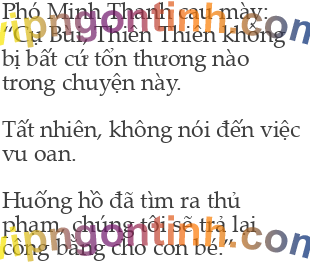 Phó Minh Thanh cau mày:
“Cụ Bùi, Thiên Thiên không
bị bất cứ tổn thương nào
trong chuyện này.
Tất nhiên, không nói đến việc
vu oan.
Huống hồ đã tìm ra thủ
phạm, chúng tôi sẽ trả lại
công bằng cho con bé.”